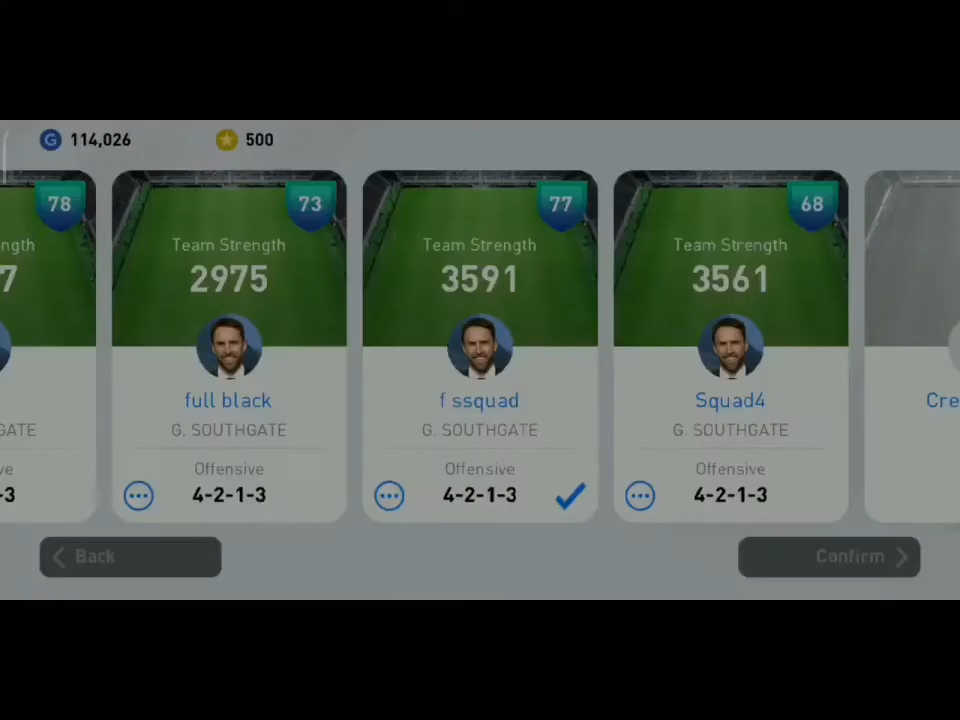 G 114,026 500
78 73 77 68
ngth Team Strength Team Strength Team Strength
7 2975 3591 3561
full black f ssquad Squad4 Cre
GATE G. SOUTHGATE G. SOUTHGATE G. SOUTHGATE
ve Offensive Offensive Offensive
-3 4-2-1-3 4-2-1-3 4-2-1-3
Back Confirm